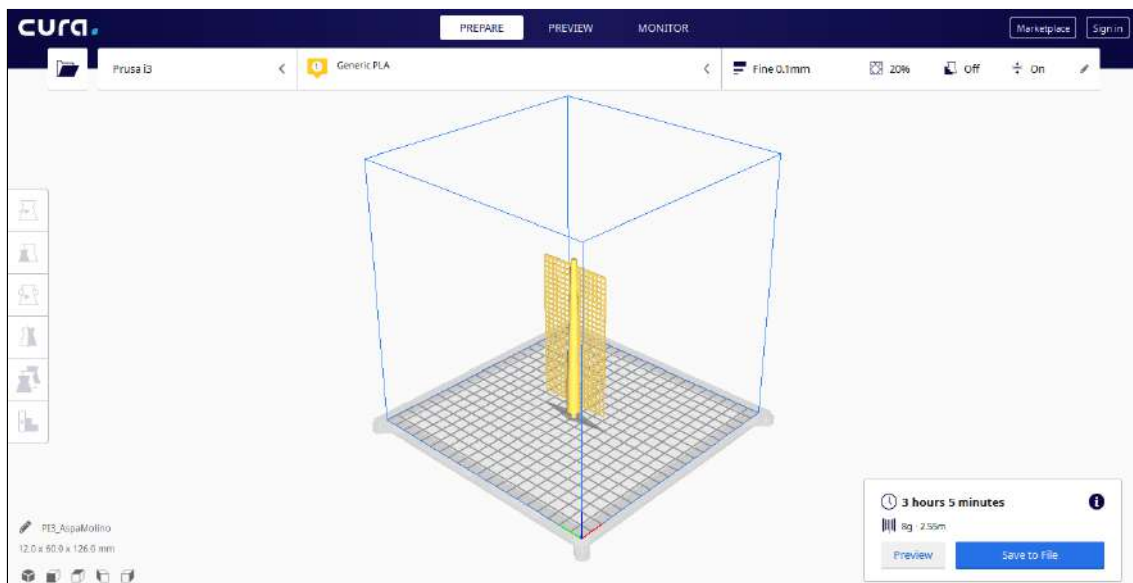 cura.
PREPARE PREVIEW MONITOR
Marketplace Sign in
Prusa i3
1 Generic PLA
Fine 0.1mm 20% Off On
PI3_AspaMolino
12.0 x 60.0 x 126.0 mm
3 hours 5 minutes
8g · 2.55m
Preview Save to File